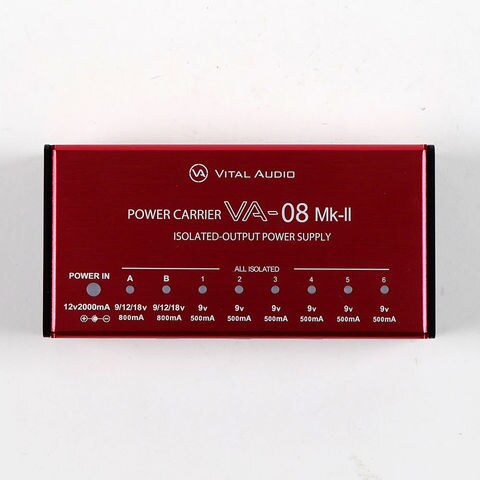 VA VITAL AUDIO
POWER CARRIER VA-08 Mk-II
ISOLATED-OUTPUT POWER SUPPLY
ALL ISOLATED
POWER IN A B 1 2 3 4 5 6
12v2000mA 9/12/18v 9/12/18v 9v 9v 9v 9v 9v 9v
800mA 800mA 500mA 500mA 500mA 500mA 500mA 500mA